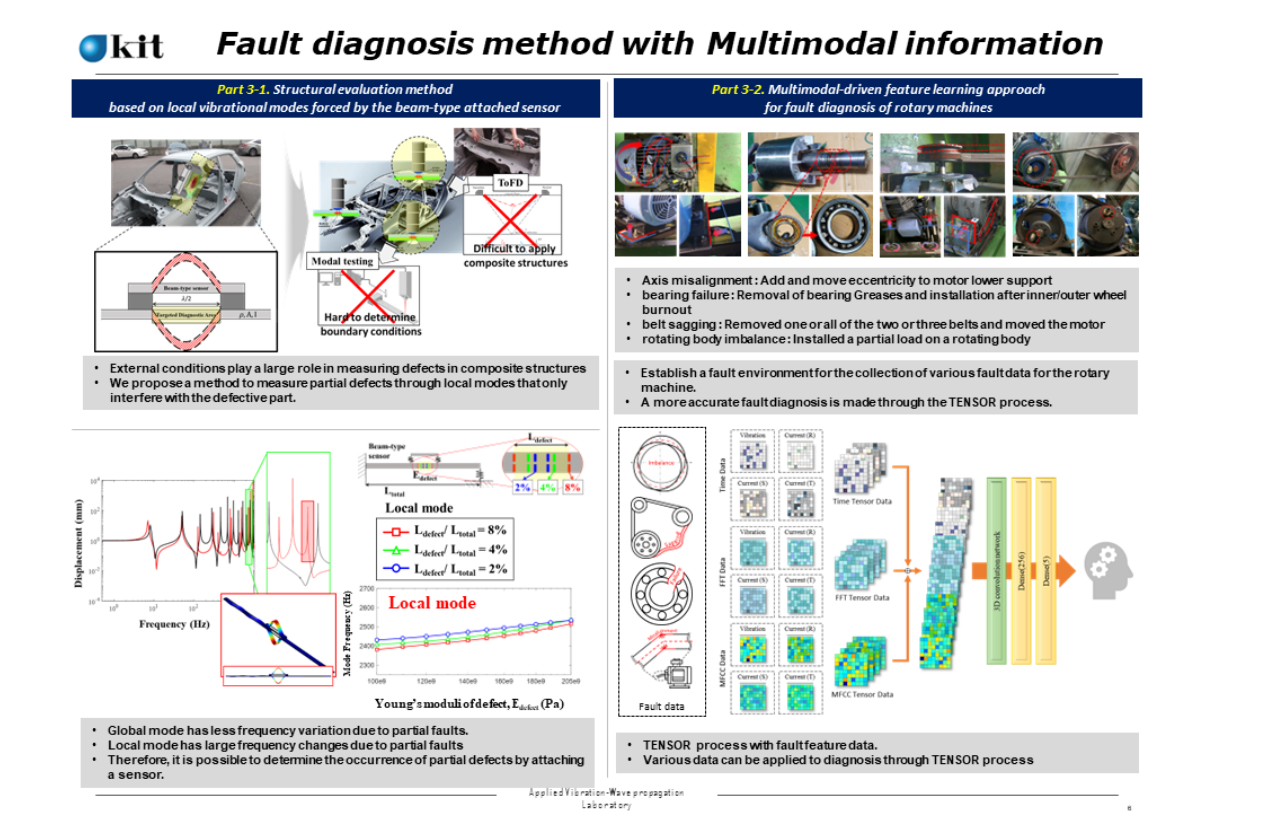 kit
Fault diagnosis method with Multimodal information
Part 3-1. Structural evaluation method
based on local vibrational modes forced by the beam-type attached sensor
ToFD
Difficult to apply
composite structures
Modal testing
Hard to determine
boundary conditions
Beam-type sensor
λ/2
Targeted Diagnostic Area
ρ, A, I
• External conditions play a large role in measuring defects in composite structures
• We propose a method to measure partial defects through local modes that only
interfere with the defective part.
Beam-type
sensor
L defect
E defect
L total
2% 4% 8%
Local mode
L defect / L total = 8%
L defect / L total = 4%
L defect / L total = 2%
Displacement (mm)
10^4
10^2
10^0
10^-2
10^-4
10^0 10^1 10^2
Frequency (Hz)
Local mode
Mode Frequency (Hz)
2700
2600
2500
2400
2300
100e9 120e9 140e9 160e9 180e9 200e9
Young's moduli of defect, E defect (Pa)
• Global mode has less frequency variation due to partial faults.
• Local mode has large frequency changes due to partial faults
• Therefore, it is possible to determine the occurrence of partial defects by attaching
a sensor.
Part 3-2. Multimodal-driven feature learning approach
for fault diagnosis of rotary machines
• Axis misalignment : Add and move eccentricity to motor lower support
• bearing failure : Removal of bearing Greases and installation after inner/outer wheel
burnout
• belt sagging : Removed one or all of the two or three belts and moved the motor
• rotating body imbalance : Installed a partial load on a rotating body
• Establish a fault environment for the collection of various fault data for the rotary
machine.
• A more accurate fault diagnosis is made through the TENSOR process.
Imbalance
Fault data
Time Data
Vibration Current (R)
Current (S) Current (T)
Time Tensor Data
FFT Data
Vibration Current (R)
Current (S) Current (T)
FFT Tensor Data
MFCC Data
Vibration Current (R)
Current (S) Current (T)
MFCC Tensor Data
3D convolution network
Dense(256)
Dense(5)
• TENSOR process with fault feature data.
• Various data can be applied to diagnosis through TENSOR process
Applied Vibration-Wave propagation
Laboratory
6